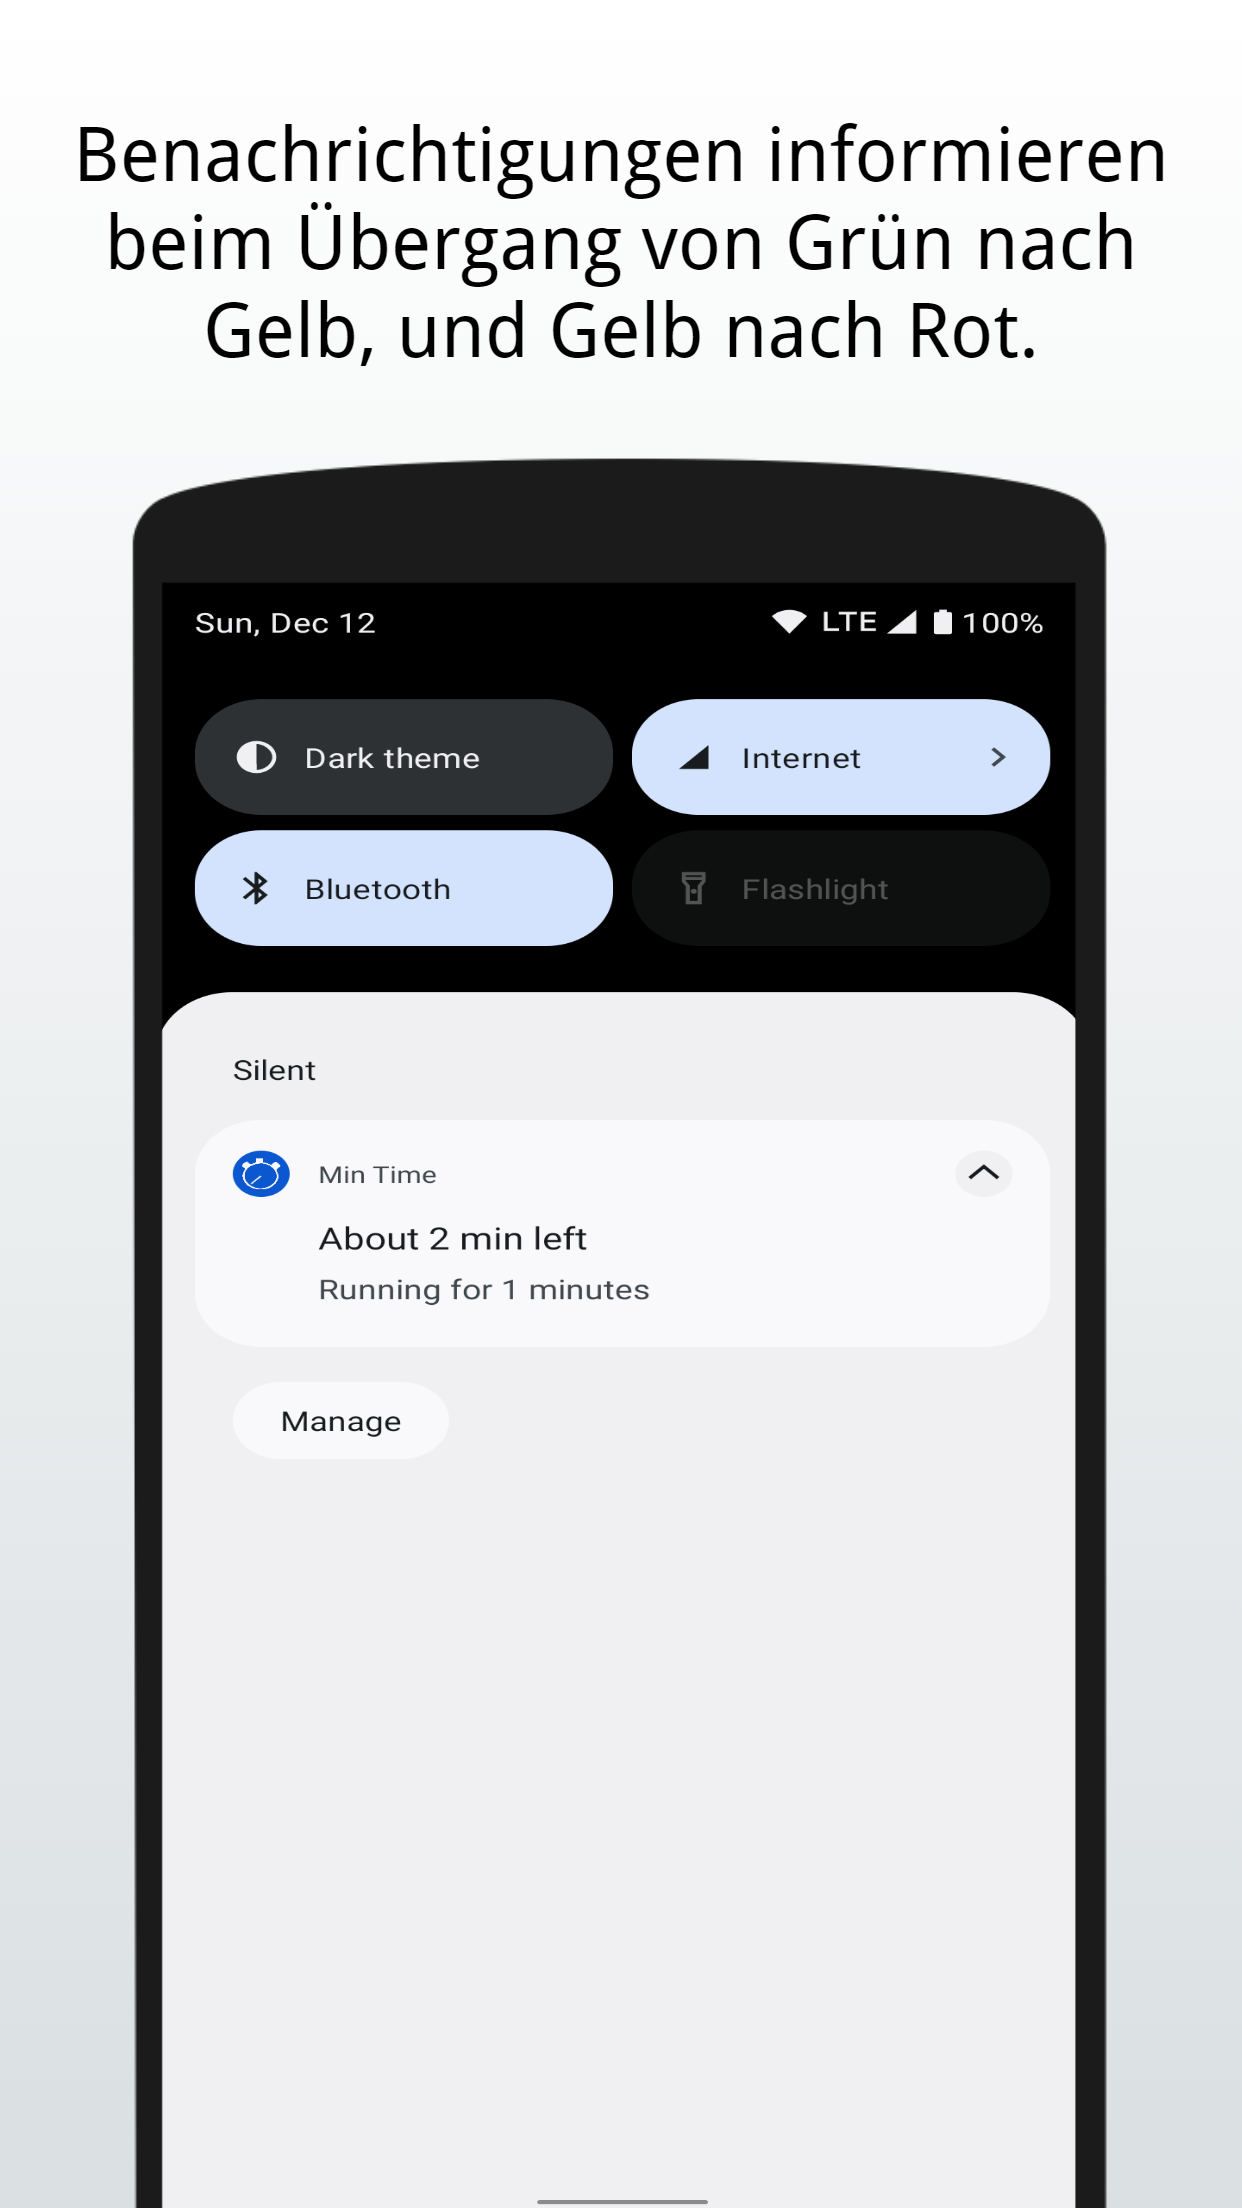 Benachrichtigungen informieren
beim Übergang von Grün nach
Gelb, und Gelb nach Rot.
Sun, Dec 12
LTE 100%
Dark theme
Internet
Bluetooth
Flashlight
Silent
Min Time
About 2 min left
Running for 1 minutes
Manage